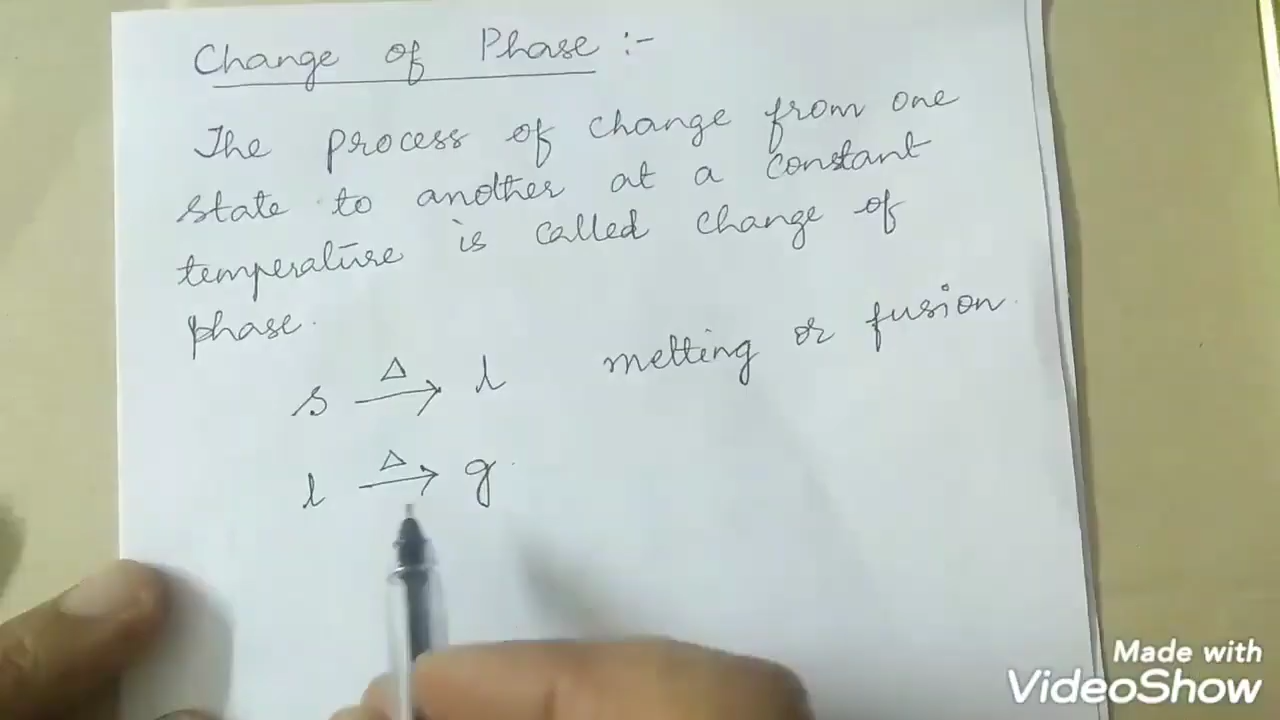 Change of Phase :-
The process of change from one
state to another at a constant
temperature is called change of
phase.
s —Δ→ l melting or fusion.
l —Δ→ g.
Made with
VideoShow